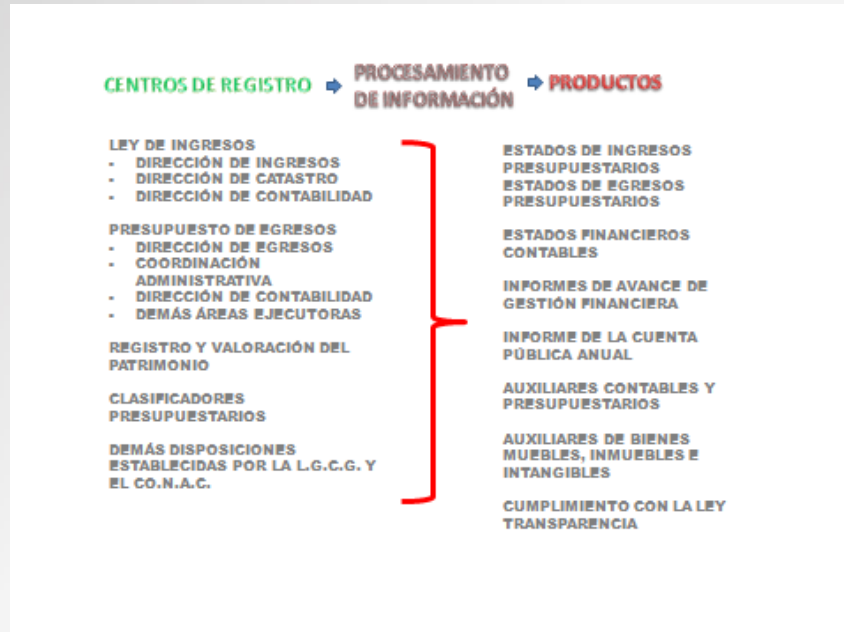 CENTROS DE REGISTRO
PROCESAMIENTO
DE INFORMACIÓN
PRODUCTOS
LEY DE INGRESOS
- DIRECCIÓN DE INGRESOS
- DIRECCIÓN DE CATASTRO
- DIRECCIÓN DE CONTABILIDAD
PRESUPUESTO DE EGRESOS
- DIRECCIÓN DE EGRESOS
- COORDINACIÓN
ADMINISTRATIVA
- DIRECCIÓN DE CONTABILIDAD
- DEMÁS ÁREAS EJECUTORAS
REGISTRO Y VALORACIÓN DEL
PATRIMONIO
CLASIFICADORES
PRESUPUESTARIOS
DEMÁS DISPOSICIONES
ESTABLECIDAS POR LA L.G.C.G. Y
EL CO.N.A.C.
ESTADOS DE INGRESOS
PRESUPUESTARIOS
ESTADOS DE EGRESOS
PRESUPUESTARIOS
ESTADOS FINANCIEROS
CONTABLES
INFORMES DE AVANCE DE
GESTIÓN FINANCIERA
INFORME DE LA CUENTA
PÚBLICA ANUAL
AUXILIARES CONTABLES Y
PRESUPUESTARIOS
AUXILIARES DE BIENES
MUEBLES, INMUEBLES E
INTANGIBLES
CUMPLIMIENTO CON LA LEY
TRANSPARENCIA